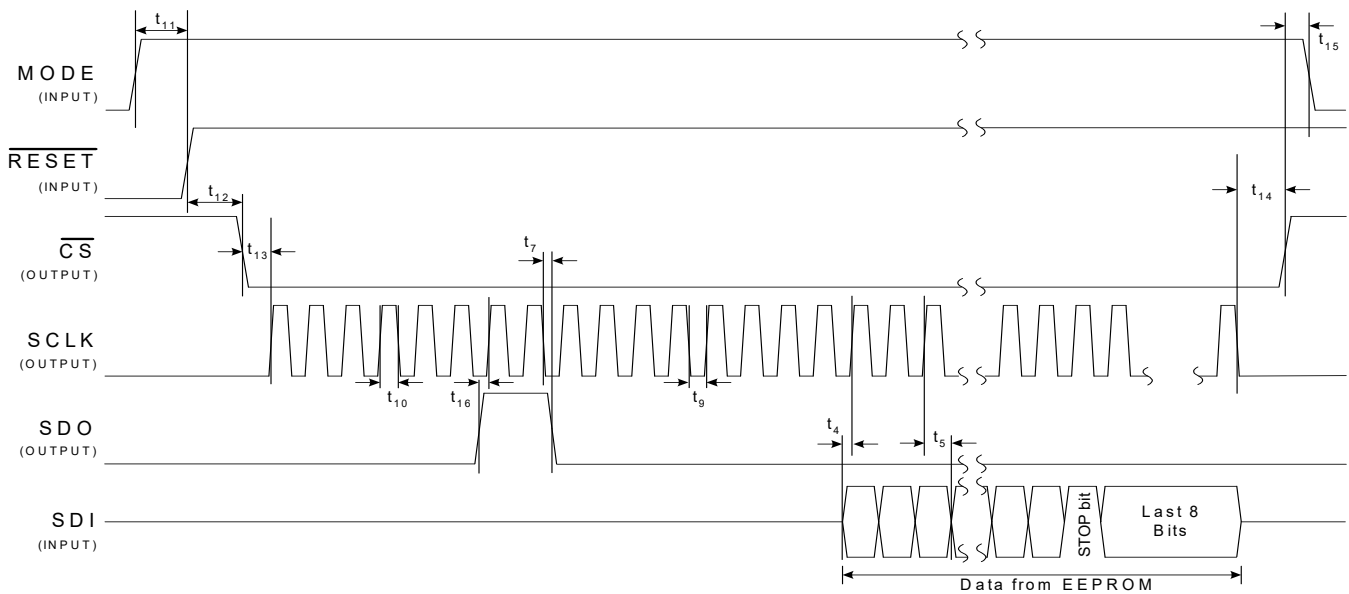 t11
t15
MODE
(INPUT)
RESET
(INPUT)
t12
t14
CS
(OUTPUT)
t13
t7
SCLK
(OUTPUT)
t10
t16
t9
SDO
(OUTPUT)
t4
t5
SDI
(INPUT)
STOP bit
Last 8
Bits
Data from EEPROM